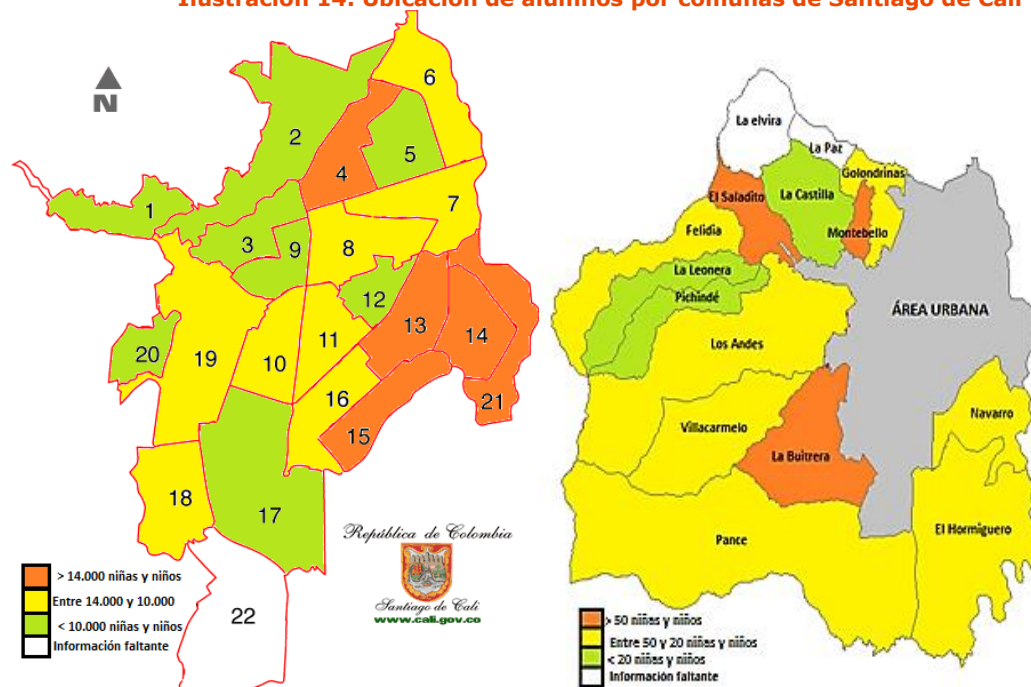 Ilustración 14. Ubicación de alumnos por comunas de Santiago de Cali
N
6
2
5
4
1
7
3
9
8
12
13
14
20
19
10
11
16
21
15
18
17
22
República de Colombia
Santiago de Cali
www.cali.gov.co
> 14.000 niñas y niños
Entre 14.000 y 10.000
< 10.000 niñas y niños
Información faltante
La elvira
La Paz
Golondrinas
El Saladito
La Castilla
Felidia
Montebello
La Leonera
Pichindé
ÁREA URBANA
Los Andes
Navarro
Villacarmelo
La Buitrera
El Hormiguero
Pance
> 50 niñas y niños
Entre 50 y 20 niñas y niños
< 20 niñas y niños
Información faltante